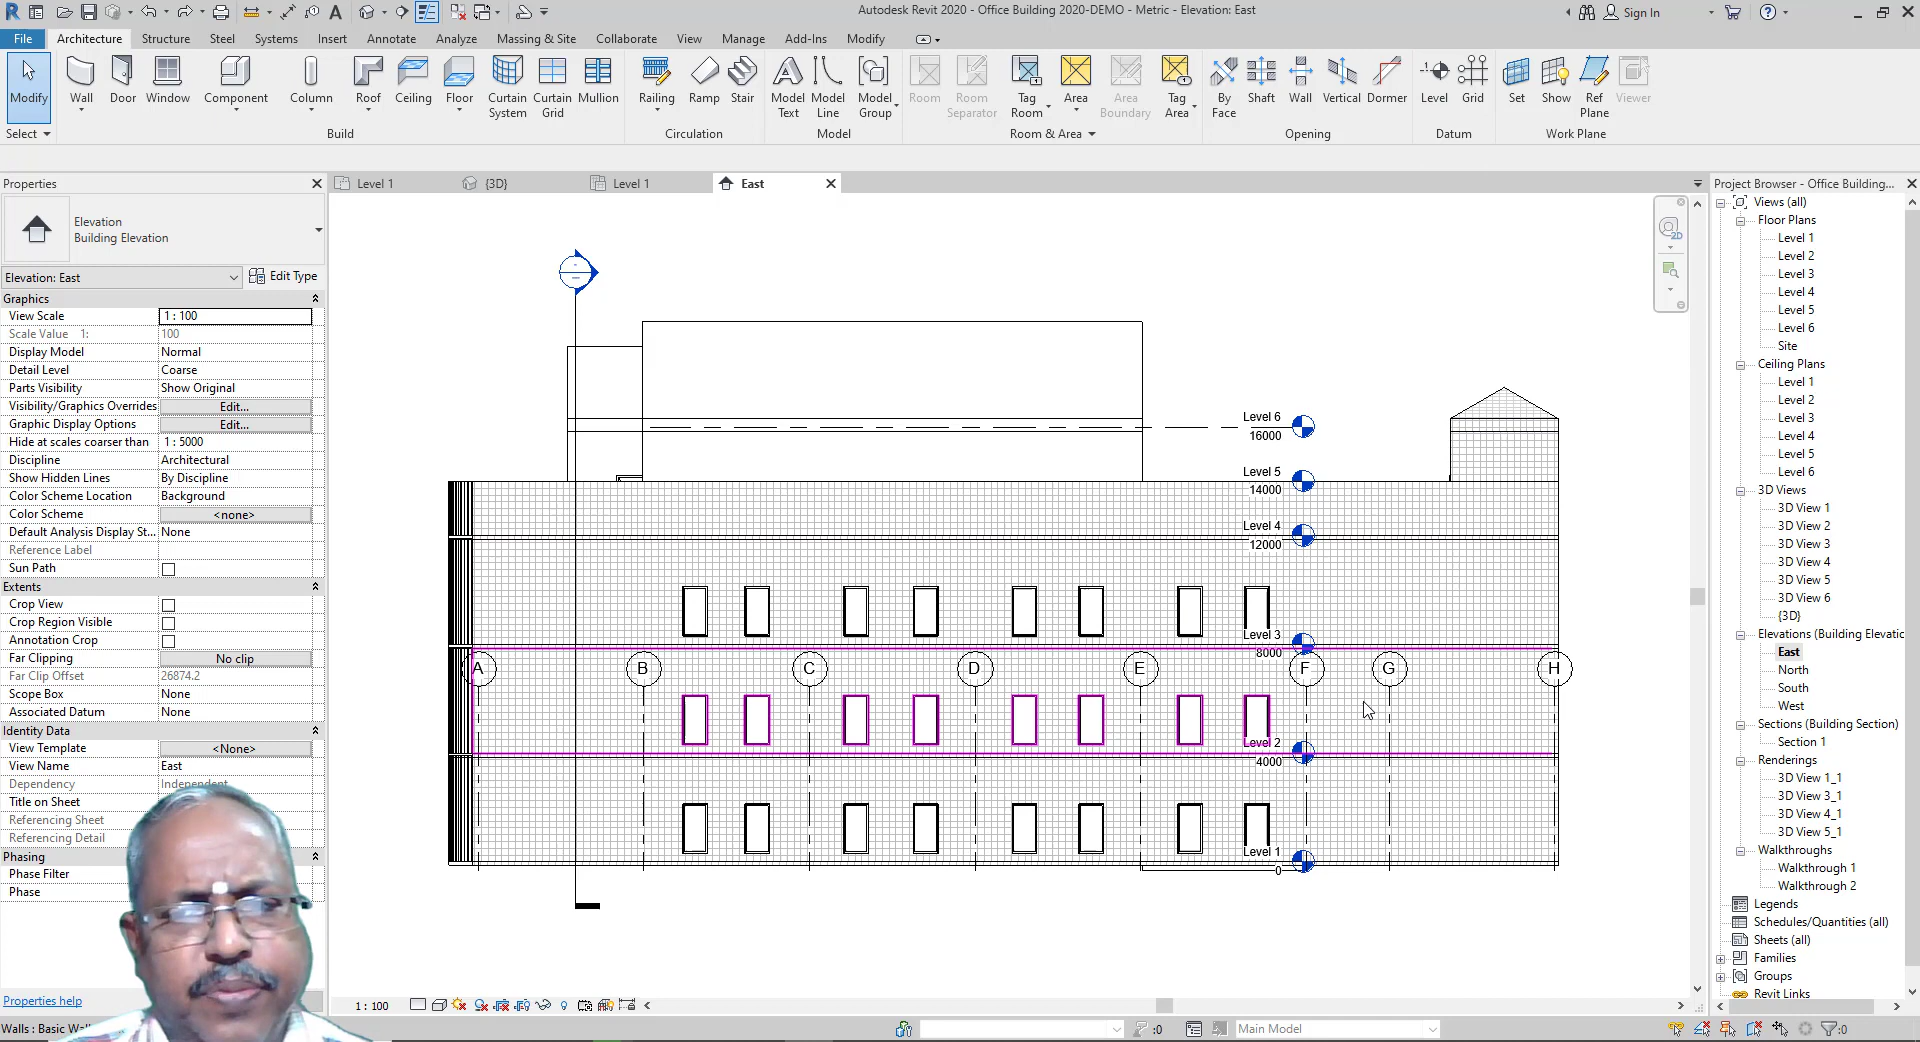 Autodesk Revit 2020 - Office Building 2020-DEMO - Metric - Elevation: East
Sign In
File Architecture Structure Steel Systems Insert Annotate Analyze Massing & Site Collaborate View Manage Add-Ins Modify
Modify Wall Door Window Component Column Roof Ceiling Floor Curtain System Curtain Grid Mullion Railing Ramp Stair Model Text Model Line Model Group Room Room Separator Tag Room Area Area Boundary Tag Area By Face Shaft Wall Vertical Dormer Level Grid Set Show Ref Plane Viewer
Select Build Circulation Model Room & Area Opening Datum Work Plane
Properties
Level 1 {3D} Level 1 East
Project Browser - Office Building...
Elevation
Building Elevation
Elevation: East Edit Type
Graphics
View Scale 1 : 100
Scale Value 1: 100
Display Model Normal
Detail Level Coarse
Parts Visibility Show Original
Visibility/Graphics Overrides Edit...
Graphic Display Options Edit...
Hide at scales coarser than 1 : 5000
Discipline Architectural
Show Hidden Lines By Discipline
Color Scheme Location Background
Color Scheme <none>
Default Analysis Display St... None
Reference Label
Sun Path
Extents
Crop View
Crop Region Visible
Annotation Crop
Far Clipping No clip
Far Clip Offset 26874.2
Scope Box None
Associated Datum None
Identity Data
View Template <None>
View Name East
Dependency Independent
Title on Sheet
Referencing Sheet
Referencing Detail
Phasing
Phase Filter
Phase
Properties help
Walls : Basic Wal
2D
Level 6
16000
Level 5
14000
Level 4
12000
Level 3
8000
A B C D E F G H
Level 2
4000
Level 1
0
1 : 100
:0
Main Model
:0
Views (all)
Floor Plans
Level 1
Level 2
Level 3
Level 4
Level 5
Level 6
Site
Ceiling Plans
Level 1
Level 2
Level 3
Level 4
Level 5
Level 6
3D Views
3D View 1
3D View 2
3D View 3
3D View 4
3D View 5
3D View 6
{3D}
Elevations (Building Elevatic
East
North
South
West
Sections (Building Section)
Section 1
Renderings
3D View 1_1
3D View 3_1
3D View 4_1
3D View 5_1
Walkthroughs
Walkthrough 1
Walkthrough 2
Legends
Schedules/Quantities (all)
Sheets (all)
Families
Groups
Revit Links